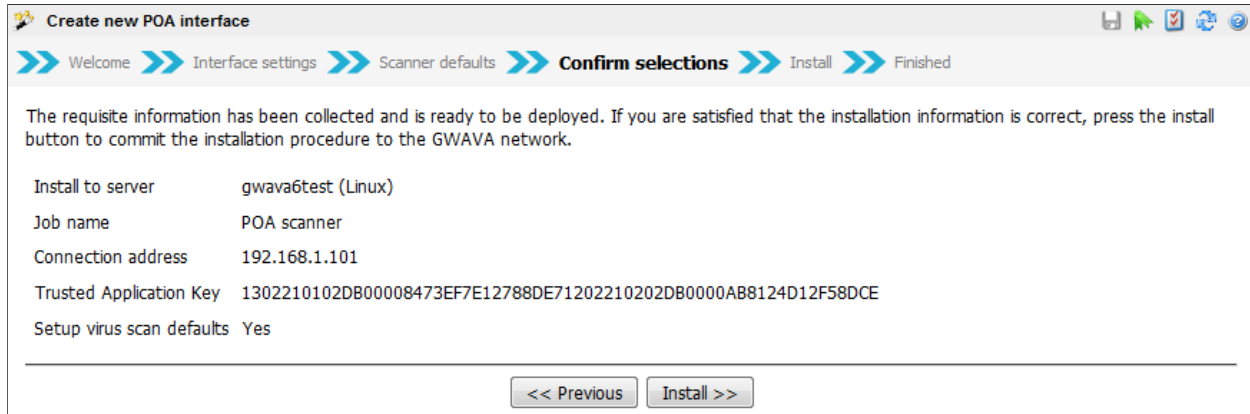 Create new POA interface
Welcome Interface settings Scanner defaults Confirm selections Install Finished
The requisite information has been collected and is ready to be deployed. If you are satisfied that the installation information is correct, press the install
button to commit the installation procedure to the GWAVA network.
Install to server gwava6test (Linux)
Job name POA scanner
Connection address 192.168.1.101
Trusted Application Key 1302210102DB00008473EF7E12788DE71202210202DB0000AB8124D12F58DCE
Setup virus scan defaults Yes
<< Previous Install >>